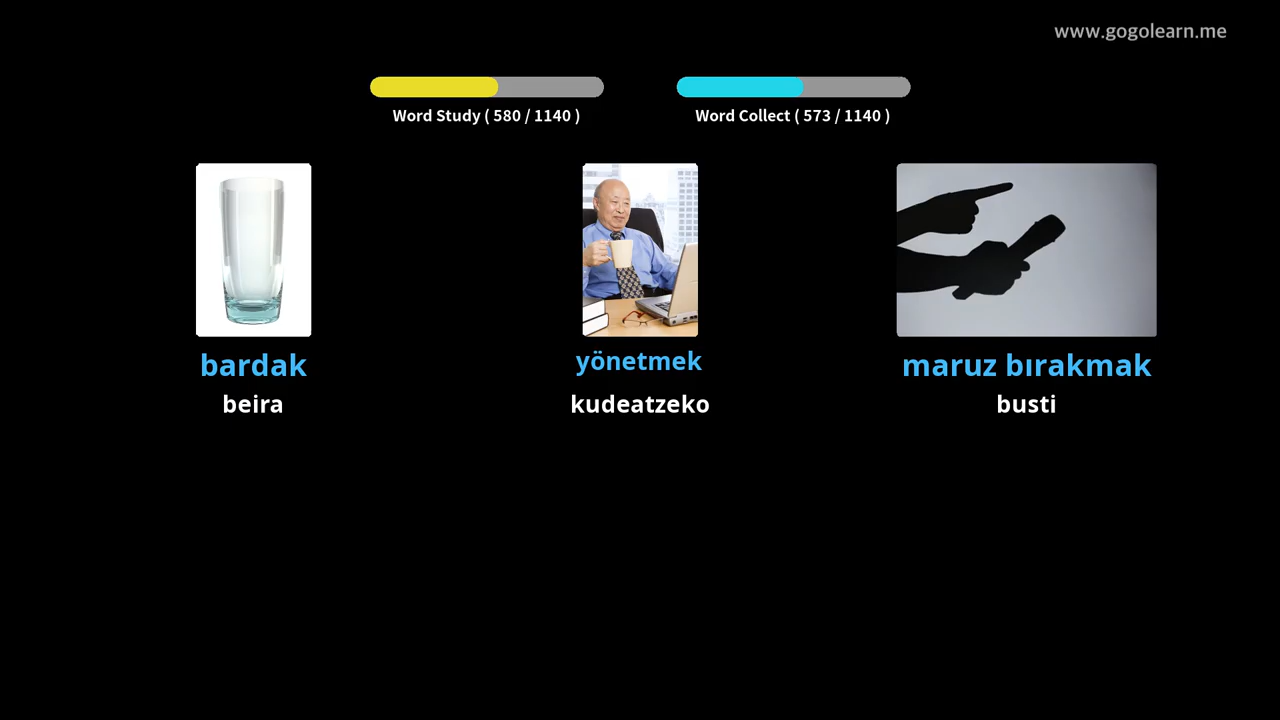 www.gogolearn.me
Word Study ( 580 / 1140 )
Word Collect ( 573 / 1140 )
bardak
yönetmek
maruz bırakmak
beira
kudeatzeko
busti